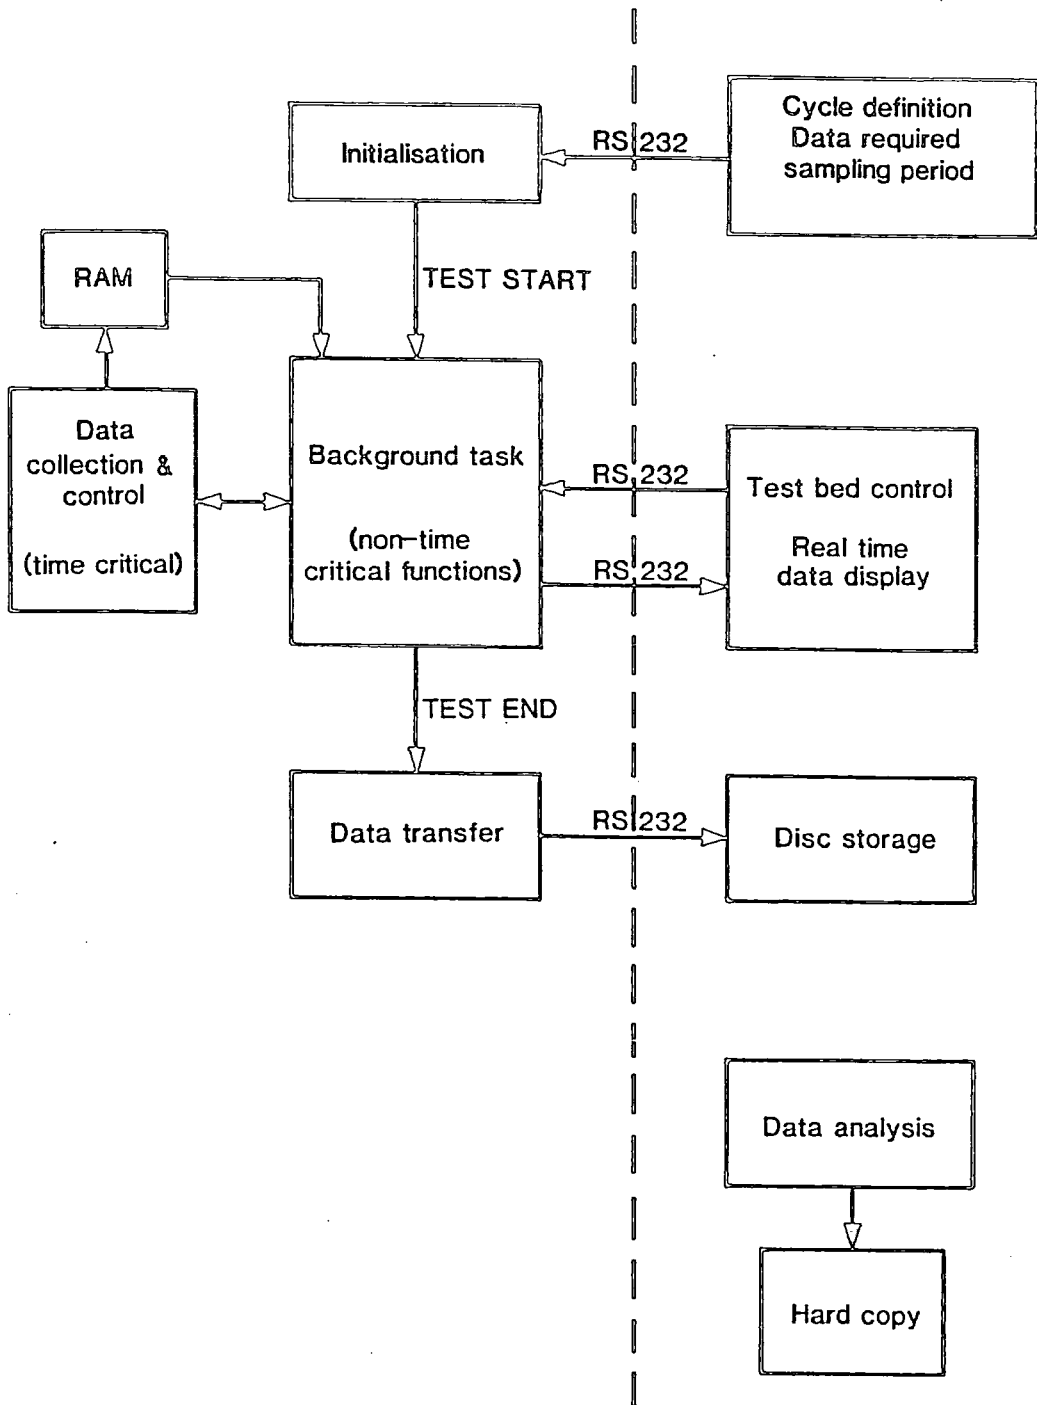 Cycle definition
Data required
sampling period
RS 232
Initialisation
TEST START
RAM
Data
collection &
control
(time critical)
Background task
(non-time
critical functions)
RS 232
RS 232
Test bed control
Real time
data display
TEST END
Data transfer
RS 232
Disc storage
Data analysis
Hard copy